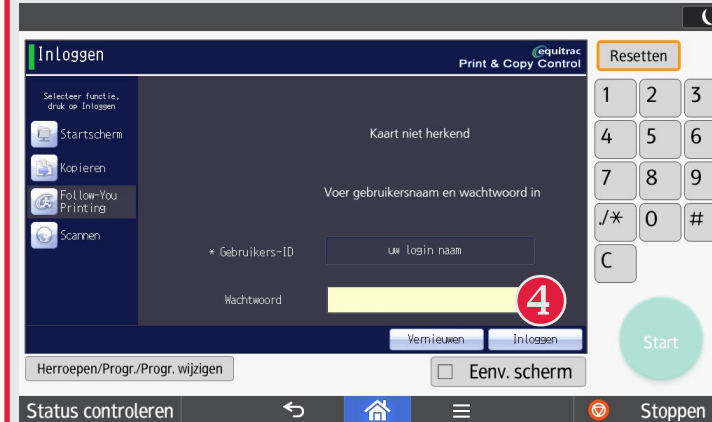 Inloggen
equitrac
Print & Copy Control
Resetten
Selecteer functie,
druk op Inloggen
Startscherm
Kopieren
Follow-You
Printing
Scannen
Kaart niet herkend
Voer gebruikersnaam en wachtwoord in
* Gebruikers-ID
uw login naam
Wachtwoord
4
Vernieuwen
Inloggen
1 2 3
4 5 6
7 8 9
./* 0 #
C
Start
Herroepen/Progr./Progr. wijzigen
Eenv. scherm
Status controleren
Stoppen